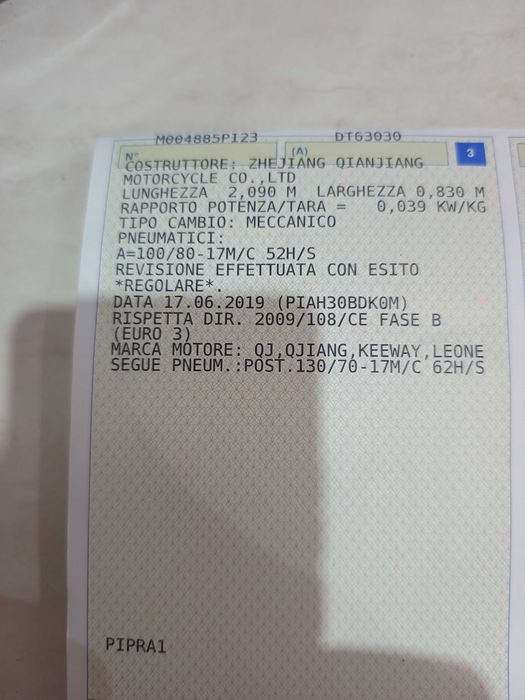 M004885PI23 DT63030
N° (A) 3
COSTRUTTORE: ZHEJIANG QIANJIANG
MOTORCYCLE CO.,LTD
LUNGHEZZA 2,090 M LARGHEZZA 0,830 M
RAPPORTO POTENZA/TARA = 0,039 KW/KG
TIPO CAMBIO: MECCANICO
PNEUMATICI:
A=100/80-17M/C 52H/S
REVISIONE EFFETTUATA CON ESITO
*REGOLARE*.
DATA 17.06.2019 (PIAH30BDK0M)
RISPETTA DIR. 2009/108/CE FASE B
(EURO 3)
MARCA MOTORE: QJ,QJIANG,KEEWAY,LEONE
SEGUE PNEUM.:POST.130/70-17M/C 62H/S
PIPRA1